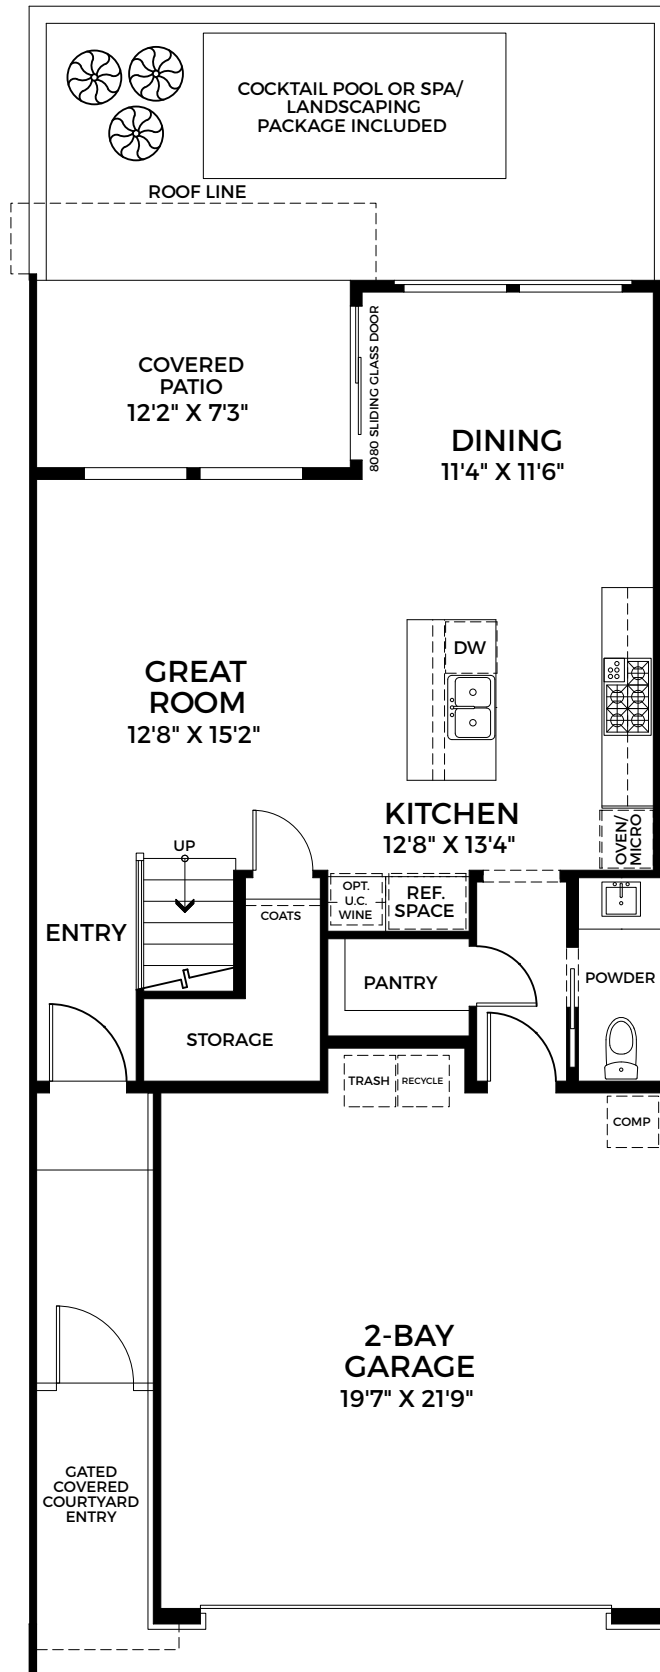 COCKTAIL POOL OR SPA/
LANDSCAPING
PACKAGE INCLUDED
ROOF LINE
COVERED
PATIO
12'2" X 7'3"
8080 SLIDING GLASS DOOR
DINING
11'4" X 11'6"
DW
GREAT
ROOM
12'8" X 15'2"
KITCHEN
12'8" X 13'4"
OVEN/
MICRO
UP
OPT.
U.C.
WINE
REF.
SPACE
COATS
ENTRY
PANTRY
POWDER
STORAGE
TRASH
RECYCLE
COMP
2-BAY
GARAGE
19'7" X 21'9"
GATED
COVERED
COURTYARD
ENTRY